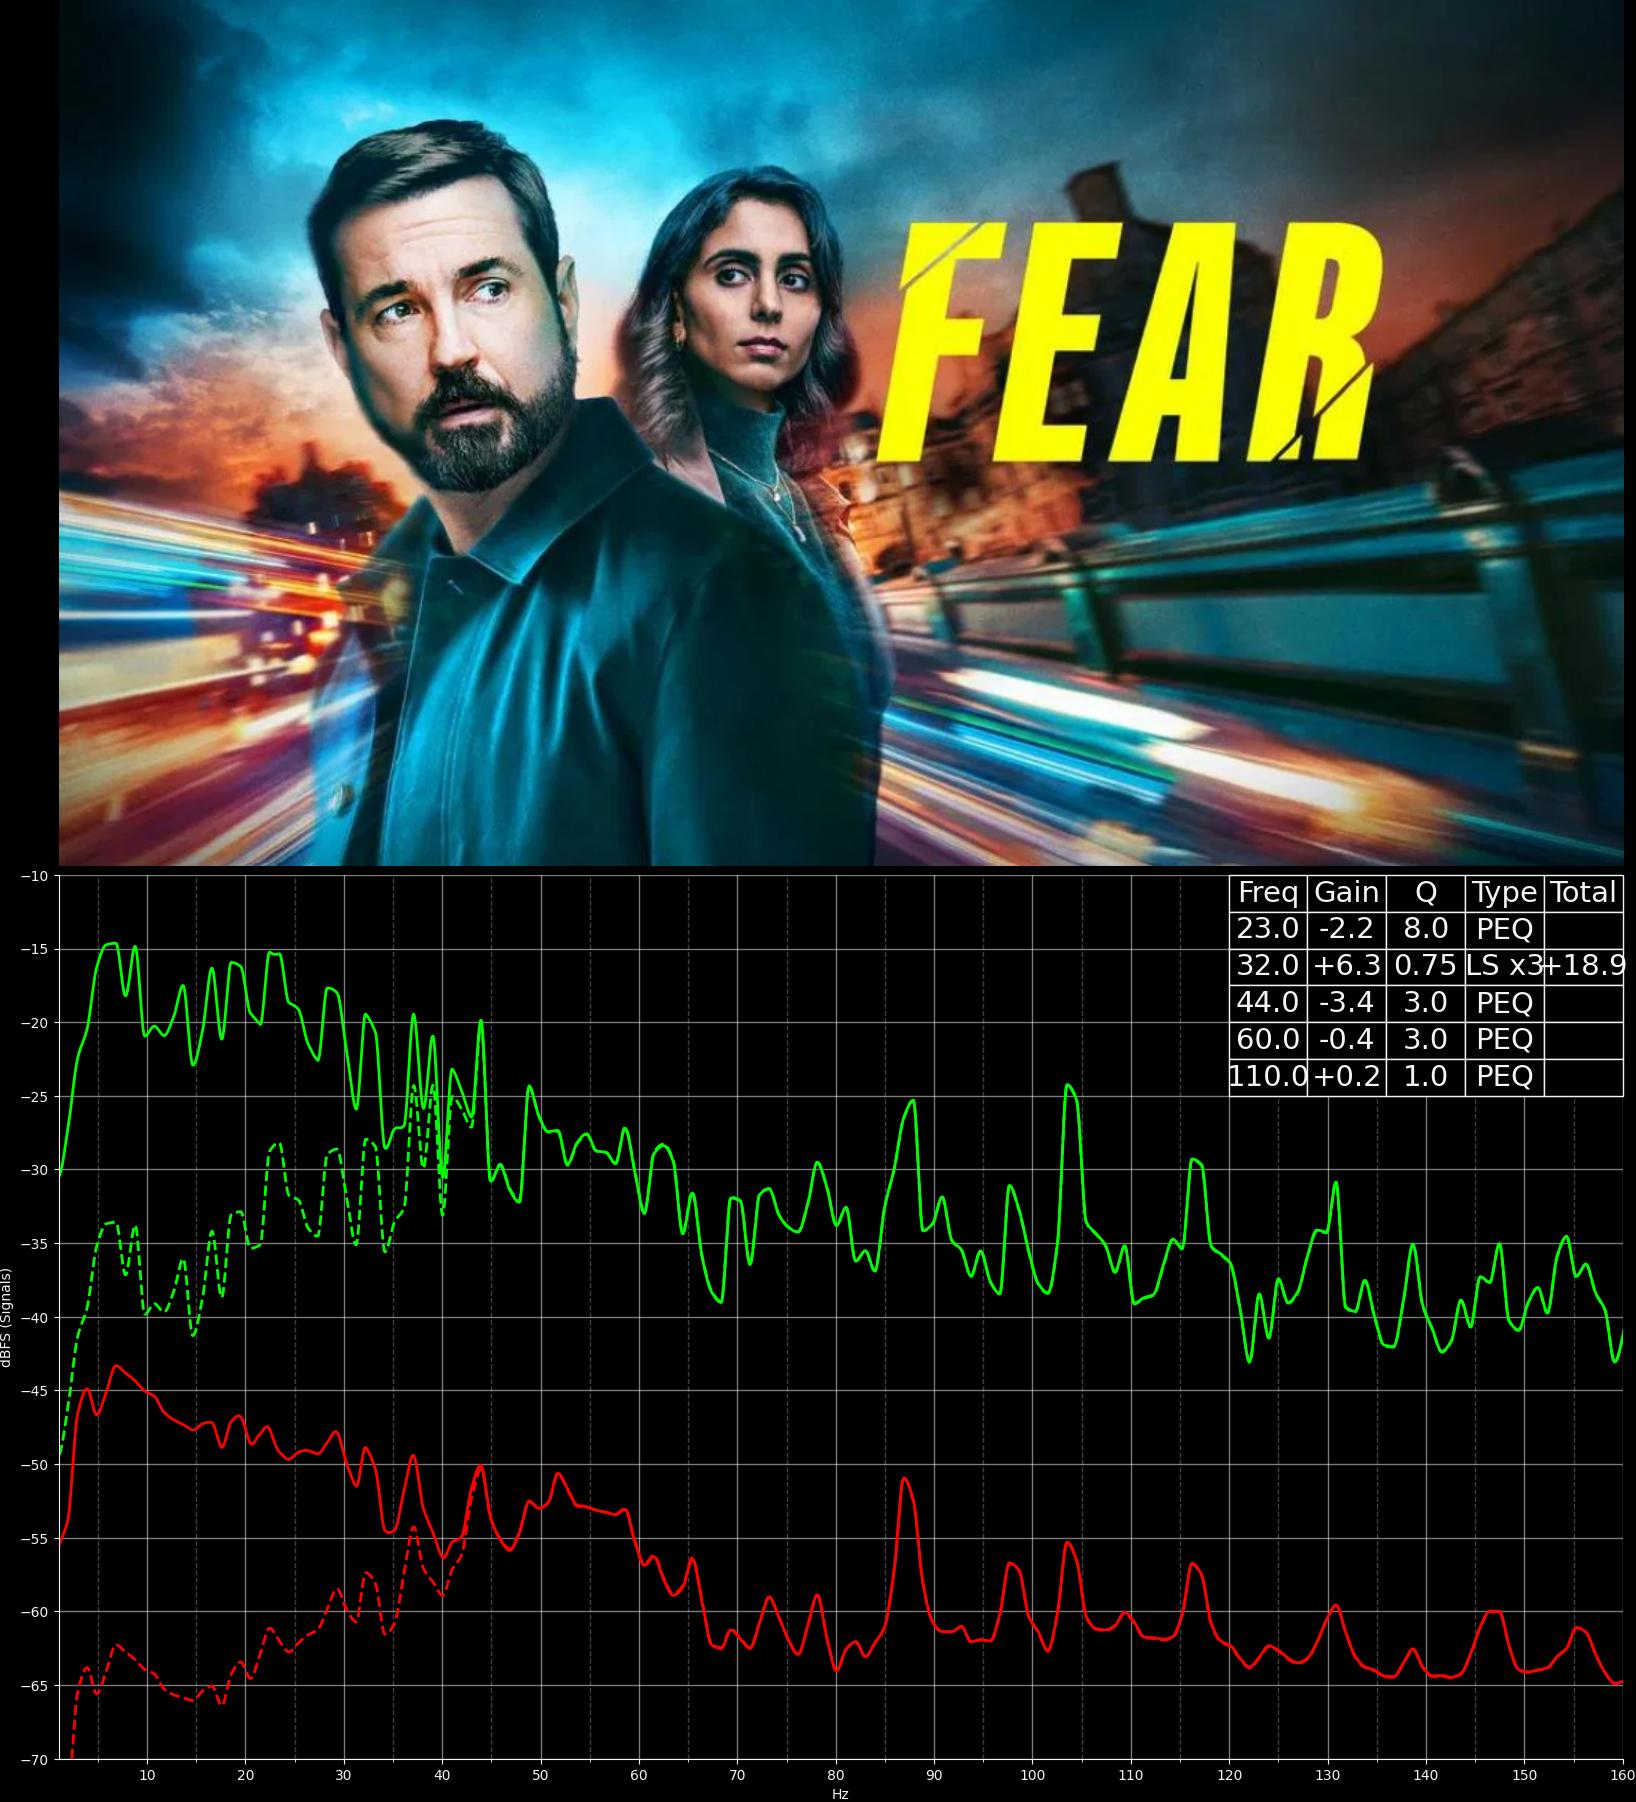 FEAR
Freq Gain Q Type Total
23.0 -2.2 8.0 PEQ
32.0 +6.3 0.75 LS x3 +18.9
44.0 -3.4 3.0 PEQ
60.0 -0.4 3.0 PEQ
110.0 +0.2 1.0 PEQ
−10
−15
−20
−25
−30
−35
−40
−45
−50
−55
−60
−65
−70
dBFS (Signals)
10 20 30 40 50 60 70 80 90 100 110 120 130 140 150 160
Hz